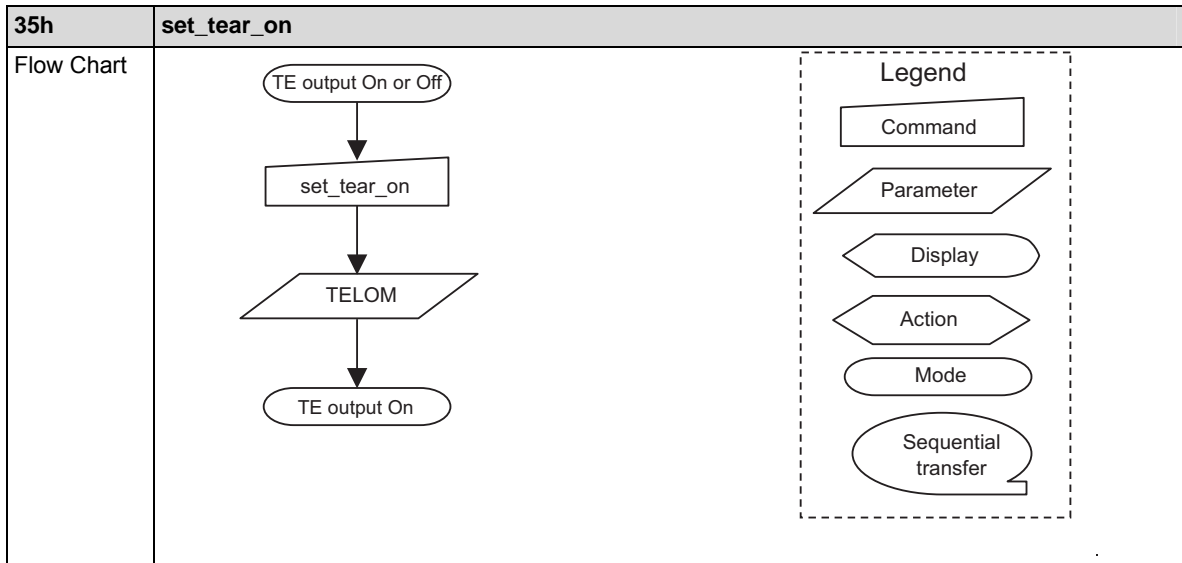 35h set_tear_on
Flow Chart
TE output On or Off
set_tear_on
TELOM
TE output On
Legend
Command
Parameter
Display
Action
Mode
Sequential
transfer